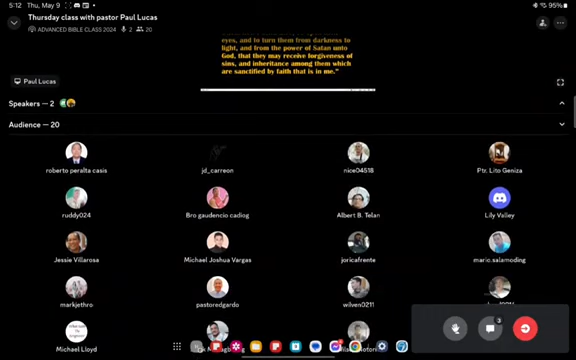 5:12 Thu, May 9
95%
Thursday class with pastor Paul Lucas
ADVANCED BIBLE CLASS 2024 2 20
eyes, and to turn them from darkness to
light, and from the power of Satan unto
God, that they may receive forgiveness of
sins, and inheritance among them which
are sanctified by faith that is in me."
Paul Lucas
Speakers — 2
Audience — 20
roberto peralta casis
jd_carreon
nice04518
Ptr. Lito Geniza
ruddy024
Bro gaudencio cadiog
Albert B. Telan
Lily Valley
Jessie Villarosa
Michael Joshua Vargas
joricafrente
mario.salamoding
markjethro
pastoredgardo
wilven0211
Michael Lloyd
3